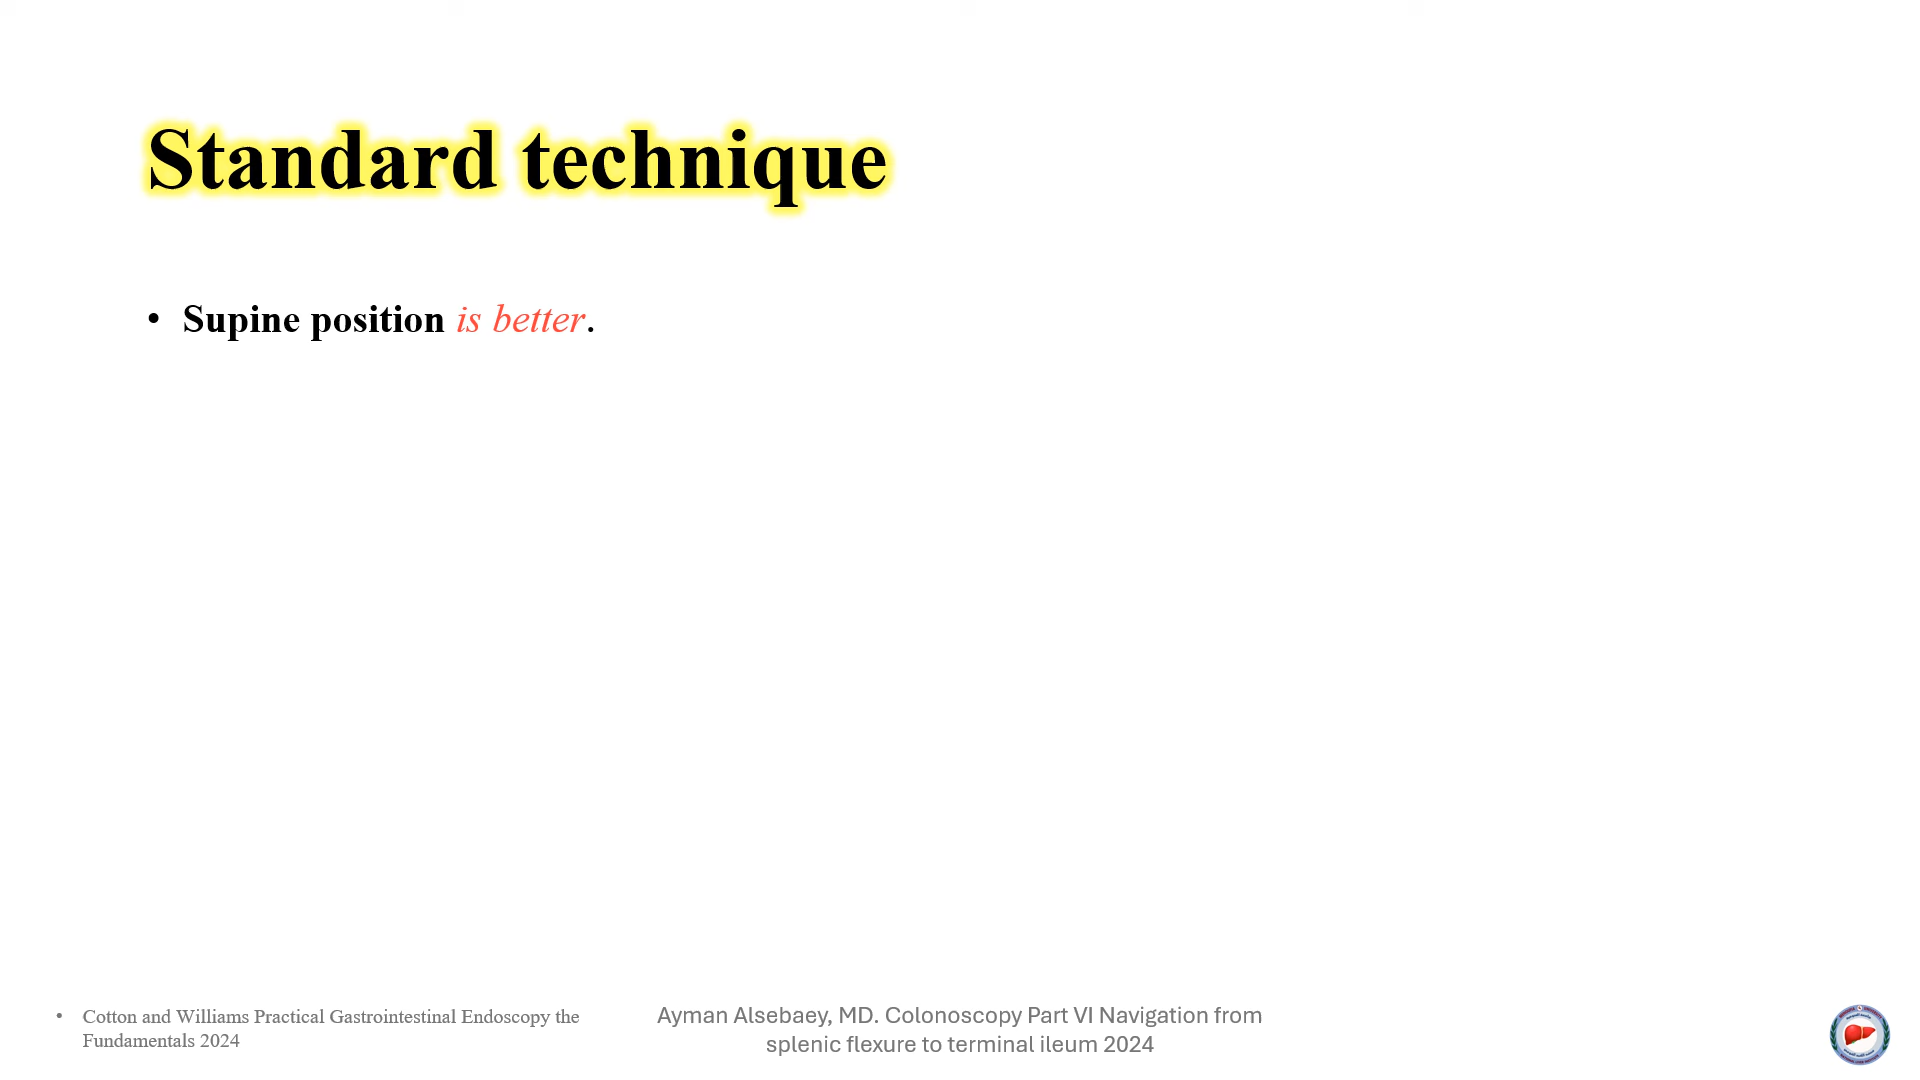 Standard technique
• Supine position is better.
• Cotton and Williams Practical Gastrointestinal Endoscopy the
Fundamentals 2024
Ayman Alsebaey, MD. Colonoscopy Part VI Navigation from
splenic flexure to terminal ileum 2024